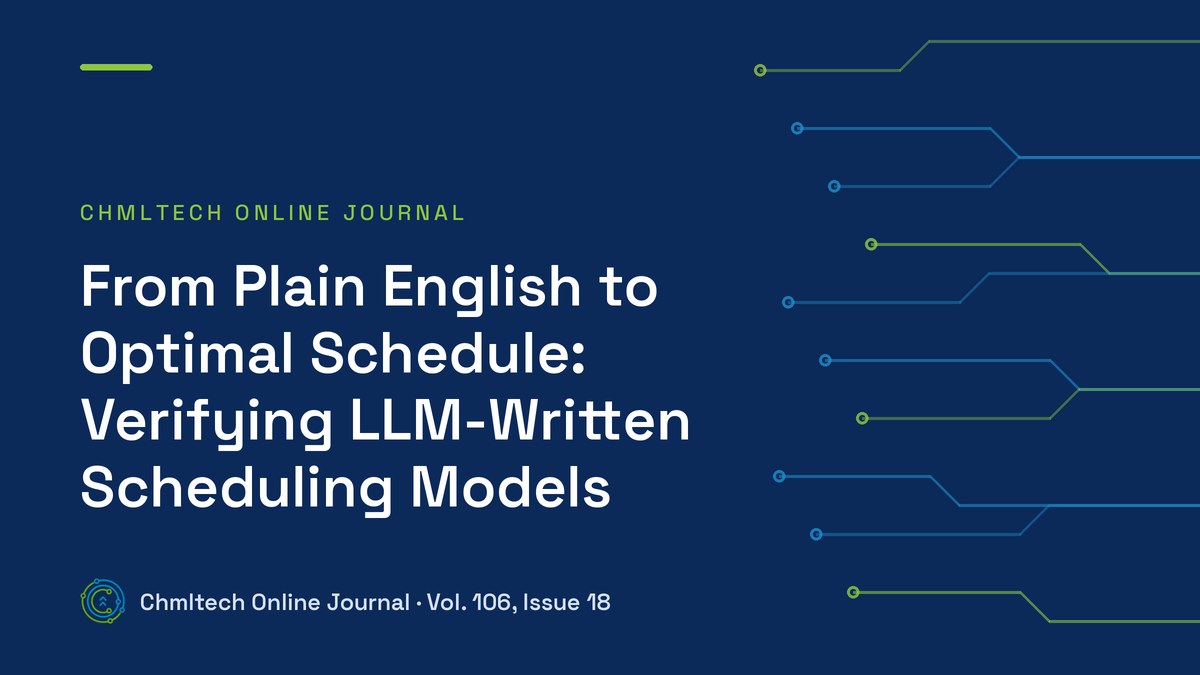 CHMLTECH ONLINE JOURNAL
From Plain English to
Optimal Schedule:
Verifying LLM-Written
Scheduling Models
Chmltech Online Journal · Vol. 106, Issue 18